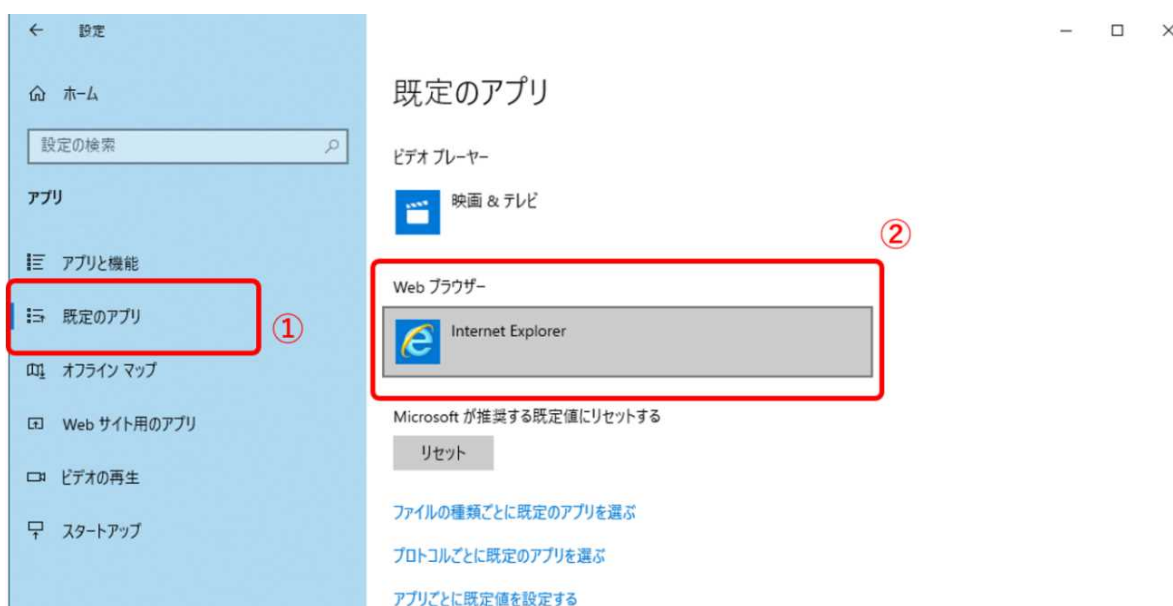 設定
ホーム
設定の検索
アプリ
アプリと機能
既定のアプリ
①
オフライン マップ
Web サイト用のアプリ
ビデオの再生
スタートアップ
既定のアプリ
ビデオ プレーヤー
映画 & テレビ
②
Web ブラウザー
Internet Explorer
Microsoft が推奨する既定値にリセットする
リセット
ファイルの種類ごとに既定のアプリを選ぶ
プロトコルごとに既定のアプリを選ぶ
アプリごとに既定値を設定する